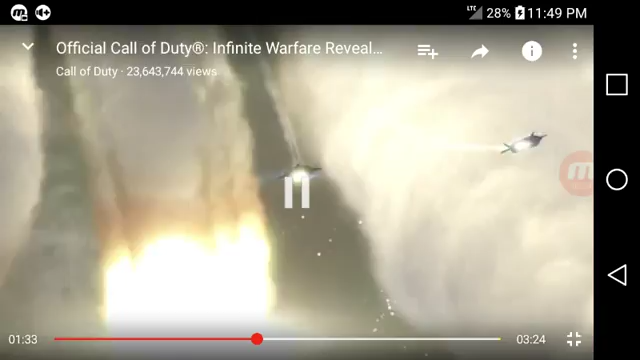 LTE 28% 11:49 PM
Official Call of Duty®: Infinite Warfare Reveal...
Call of Duty · 23,643,744 views
01:33
03:24